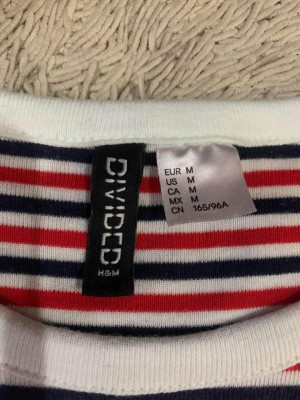 DIVIDED
H&M
EUR M
US M
CA M
MX M
CN 165/96A